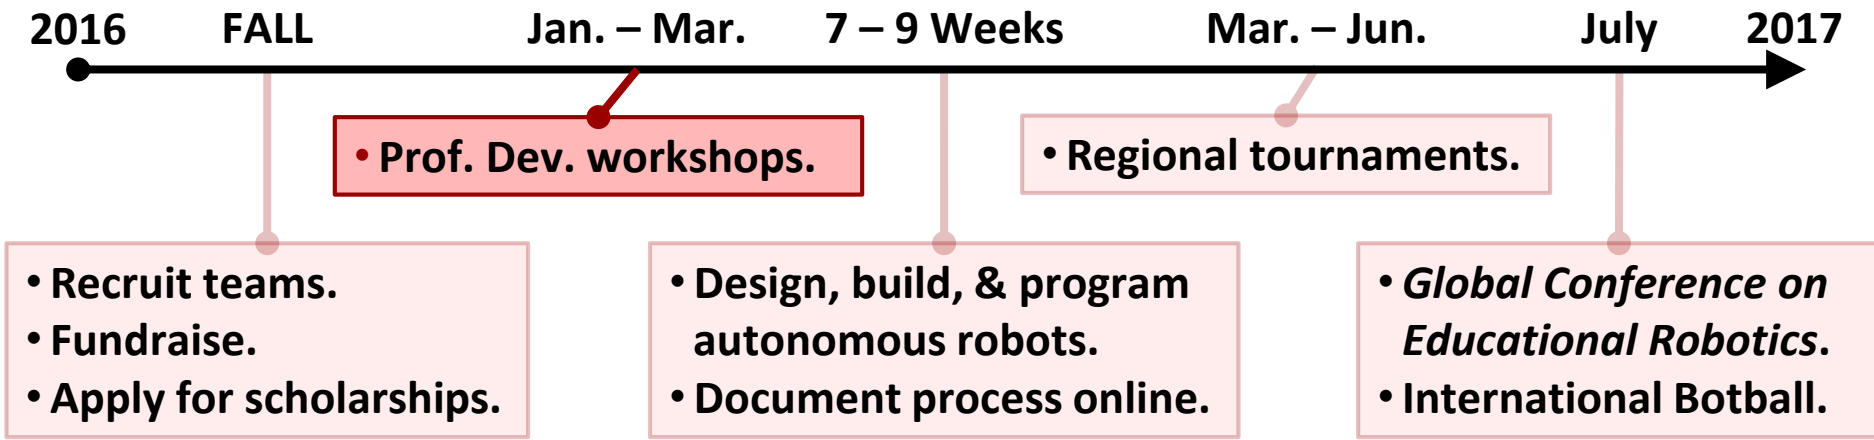 2016 FALL Jan. – Mar. 7 – 9 Weeks Mar. – Jun. July 2017
• Prof. Dev. workshops.
• Regional tournaments.
• Recruit teams.
• Fundraise.
• Apply for scholarships.
• Design, build, & program
autonomous robots.
• Document process online.
• Global Conference on
Educational Robotics.
• International Botball.